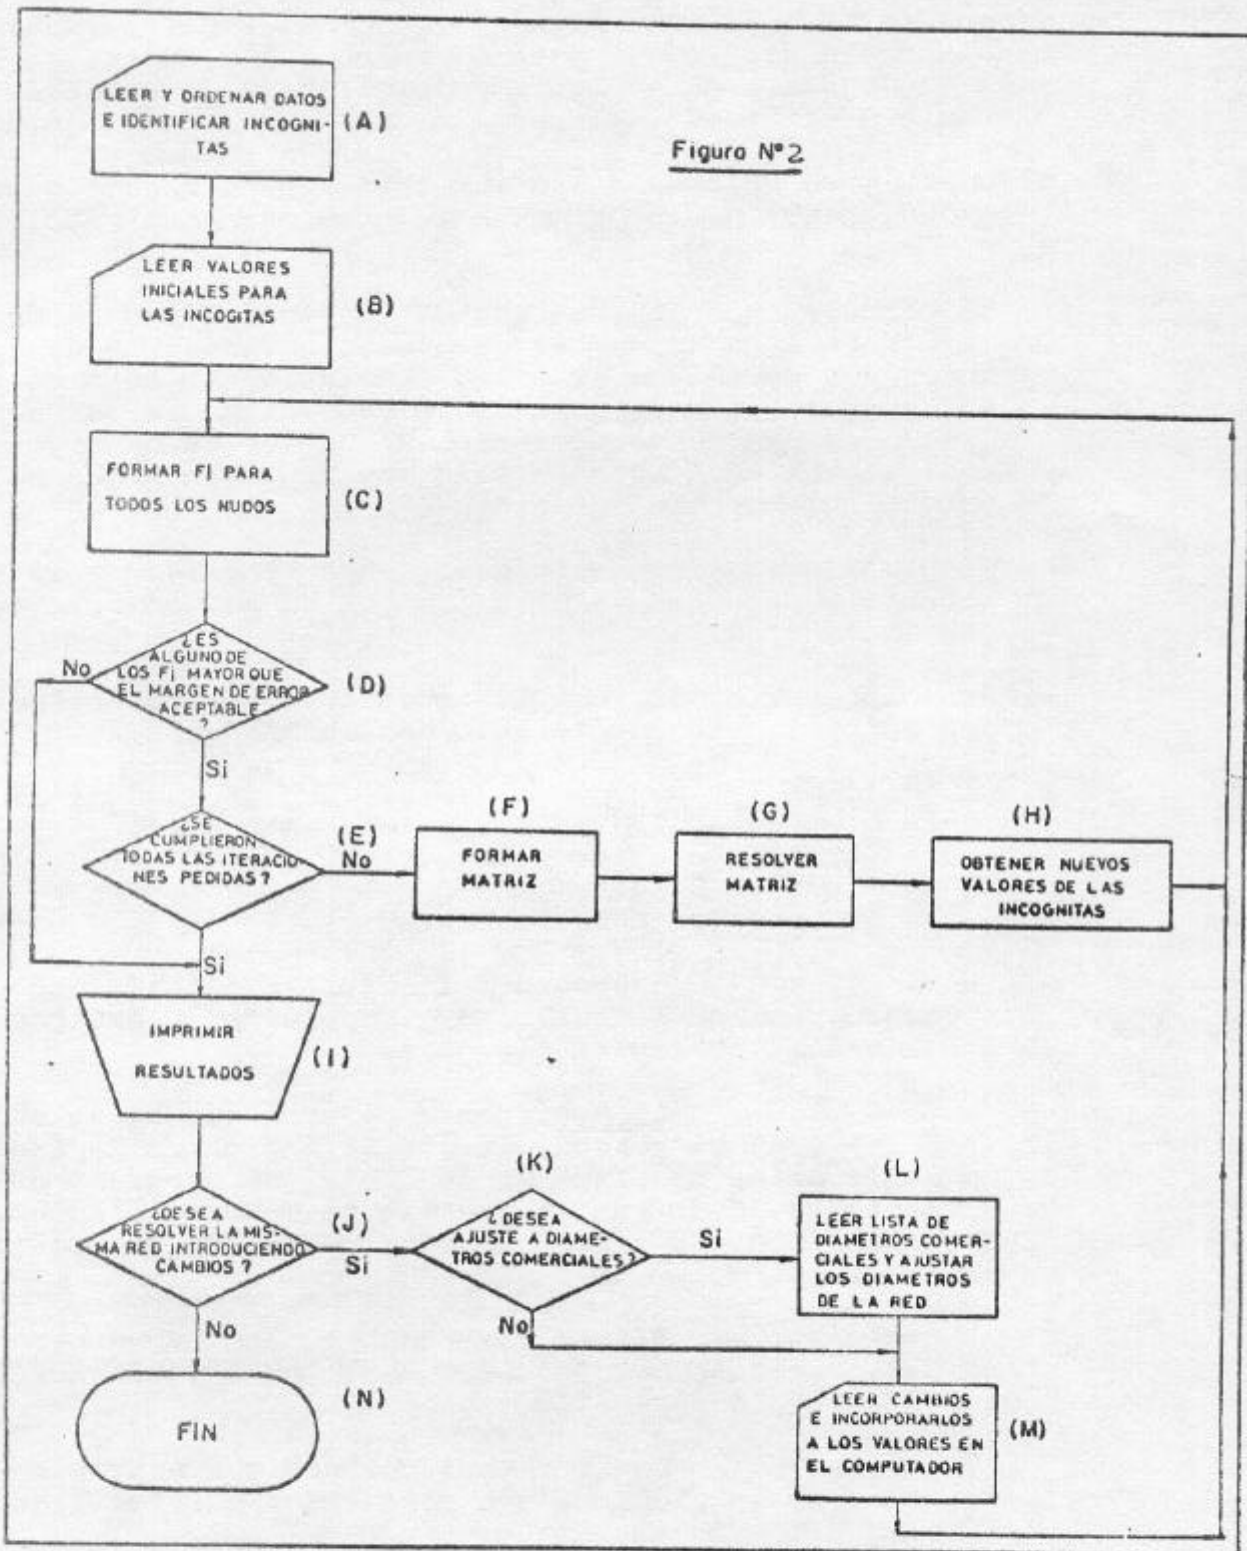 LEER Y ORDENAR DATOS
E IDENTIFICAR INCOGNI-
TAS
(A)
Figura Nº2
LEER VALORES
INICIALES PARA
LAS INCOGITAS
(B)
FORMAR Fj PARA
TODOS LOS NUDOS
(C)
¿ES
ALGUNO DE
LOS Fj MAYOR QUE
EL MARGEN DE ERROR
ACEPTABLE
?
(D)
No
Si
¿SE
CUMPLIERON
TODAS LAS ITERACIO-
NES PEDIDAS?
(E)
No
(F)
FORMAR
MATRIZ
(G)
RESOLVER
MATRIZ
(H)
OBTENER NUEVOS
VALORES DE LAS
INCOGNITAS
Si
IMPRIMIR
RESULTADOS
(I)
¿DESEA
RESOLVER LA MIS-
MA RED INTRODUCIENDO
CAMBIOS?
(J)
Si
(K)
¿DESEA
AJUSTE A DIAME-
TROS COMERCIALES?
Si
(L)
LEER LISTA DE
DIAMETROS COMER-
CIALES Y AJUSTAR
LOS DIAMETROS
DE LA RED
No
No
LEER CAMBIOS
E INCORPORARLOS
A LOS VALORES EN
EL COMPUTADOR
(M)
FIN
(N)